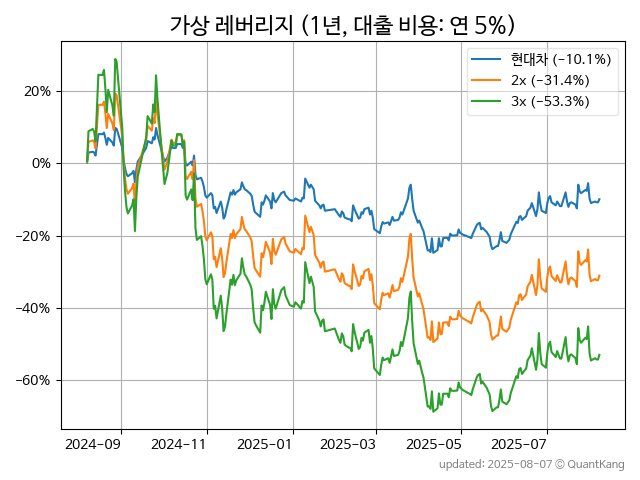 가상 레버리지 (1년, 대출 비용: 연 5%)
현대차 (−10.1%)
2x (−31.4%)
3x (−53.3%)
20%
0%
−20%
−40%
−60%
2024-09
2024-11
2025-01
2025-03
2025-05
2025-07
updated: 2025-08-07 © QuantKang